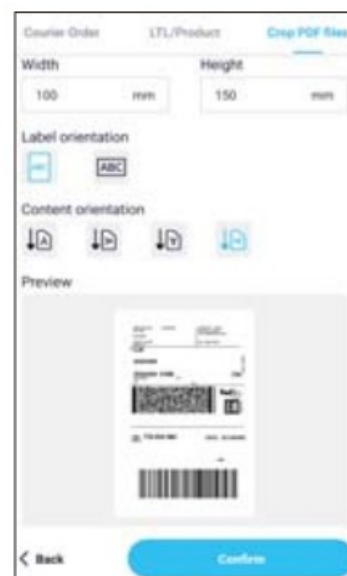 Courier Order LTL/Product Crop PDF files
Width Height
100 mm 150 mm
Label orientation
ABC
Content orientation
A
Preview
Back Confirm